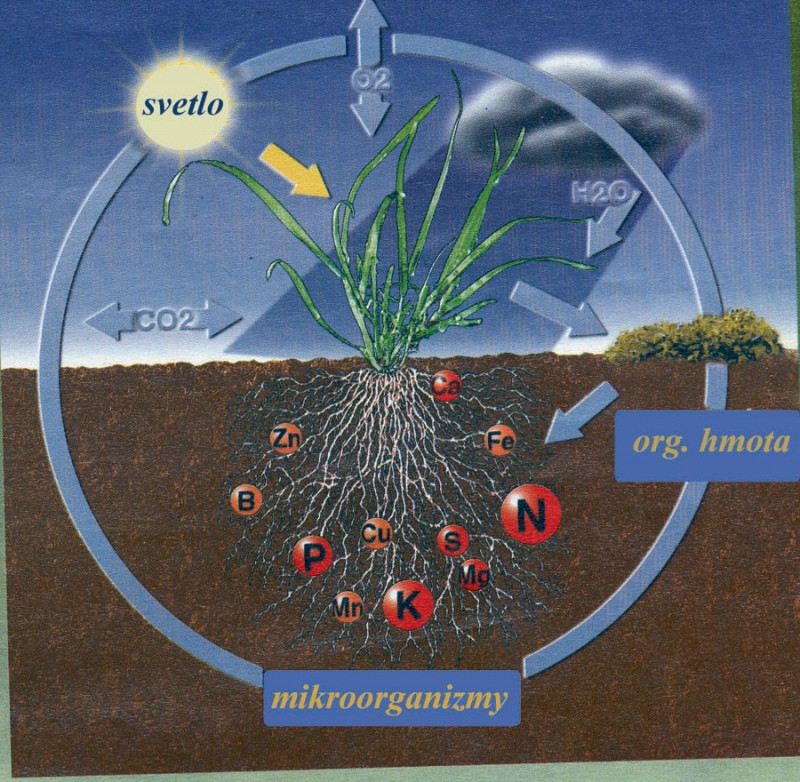 O2
svetlo
H2O
CO2
Ca
Zn
Fe
org. hmota
B
N
Cu
S
P
Mg
Mn
K
mikroorganizmy